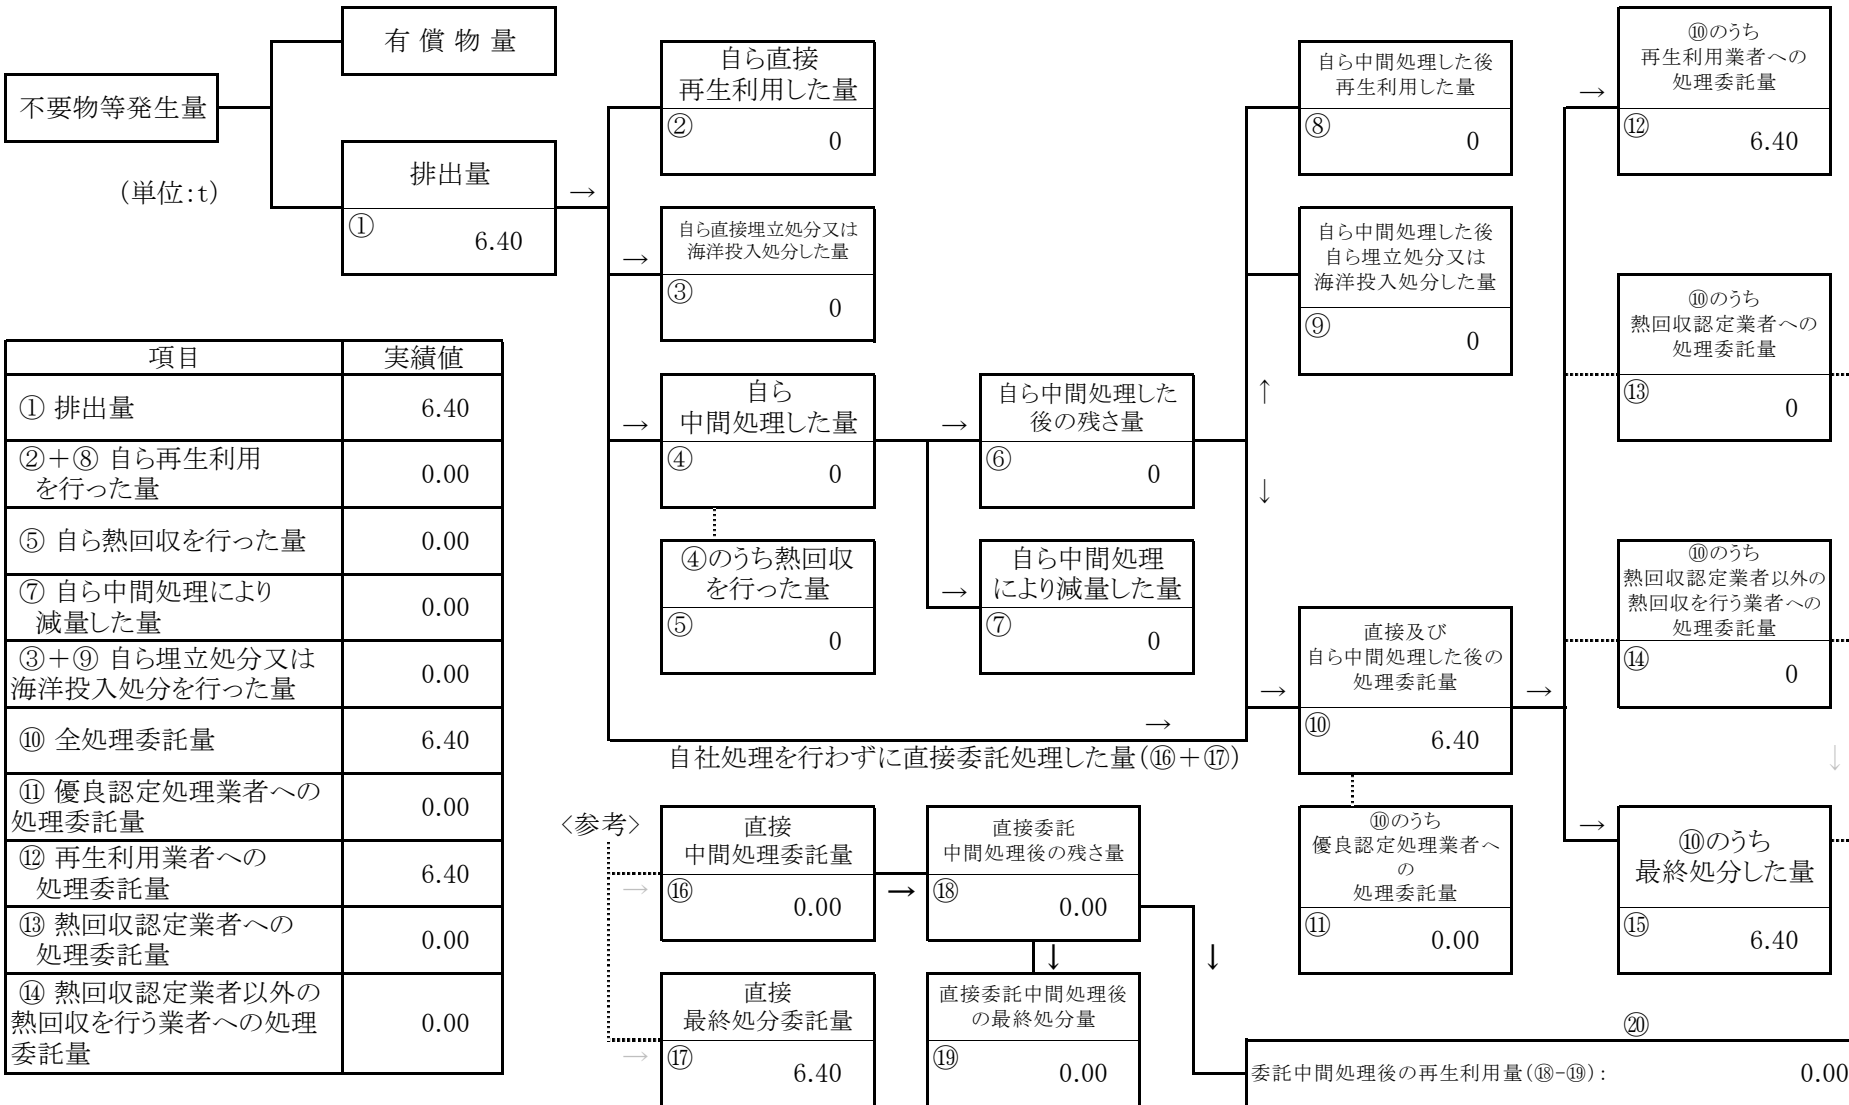 有 償 物 量
不要物等発生量
(単位:t)
排出量
①
6.40
→
自ら直接
再生利用した量
②
0
→
自ら直接埋立処分又は
海洋投入処分した量
③
0
→
自ら
中間処理した量
④
0
④のうち熱回収
を行った量
⑤
0
→
自ら中間処理した
後の残さ量
⑥
0
→
自ら中間処理
により減量した量
⑦
0
→
自社処理を行わずに直接委託処理した量(⑯+⑰)
↑
↓
自ら中間処理した後
再生利用した量
⑧
0
自ら中間処理した後
自ら埋立処分又は
海洋投入処分した量
⑨
0
→
直接及び
自ら中間処理した後の
処理委託量
⑩
6.40
→
⑩のうち
優良認定処理業者へ
の
処理委託量
⑪
0.00
→
⑩のうち
再生利用業者への
処理委託量
⑫
6.40
⑩のうち
熱回収認定業者への
処理委託量
⑬
0
⑩のうち
熱回収認定業者以外の
熱回収を行う業者への
処理委託量
⑭
0
↓
→
⑩のうち
最終処分した量
⑮
6.40
項目 実績値
① 排出量 6.40
②+⑧ 自ら再生利用
を行った量 0.00
⑤ 自ら熱回収を行った量 0.00
⑦ 自ら中間処理により
減量した量 0.00
③+⑨ 自ら埋立処分又は
海洋投入処分を行った量 0.00
⑩ 全処理委託量 6.40
⑪ 優良認定処理業者への
処理委託量 0.00
⑫ 再生利用業者への
処理委託量 6.40
⑬ 熱回収認定業者への
処理委託量 0.00
⑭ 熱回収認定業者以外の
熱回収を行う業者への処理
委託量 0.00
<参考>
→
直接
中間処理委託量
⑯
0.00
→
直接委託
中間処理後の残さ量
⑱
0.00
↓
↓
→
直接
最終処分委託量
⑰
6.40
直接委託中間処理後
の最終処分量
⑲
0.00
⑳
委託中間処理後の再生利用量(⑱-⑲): 0.00